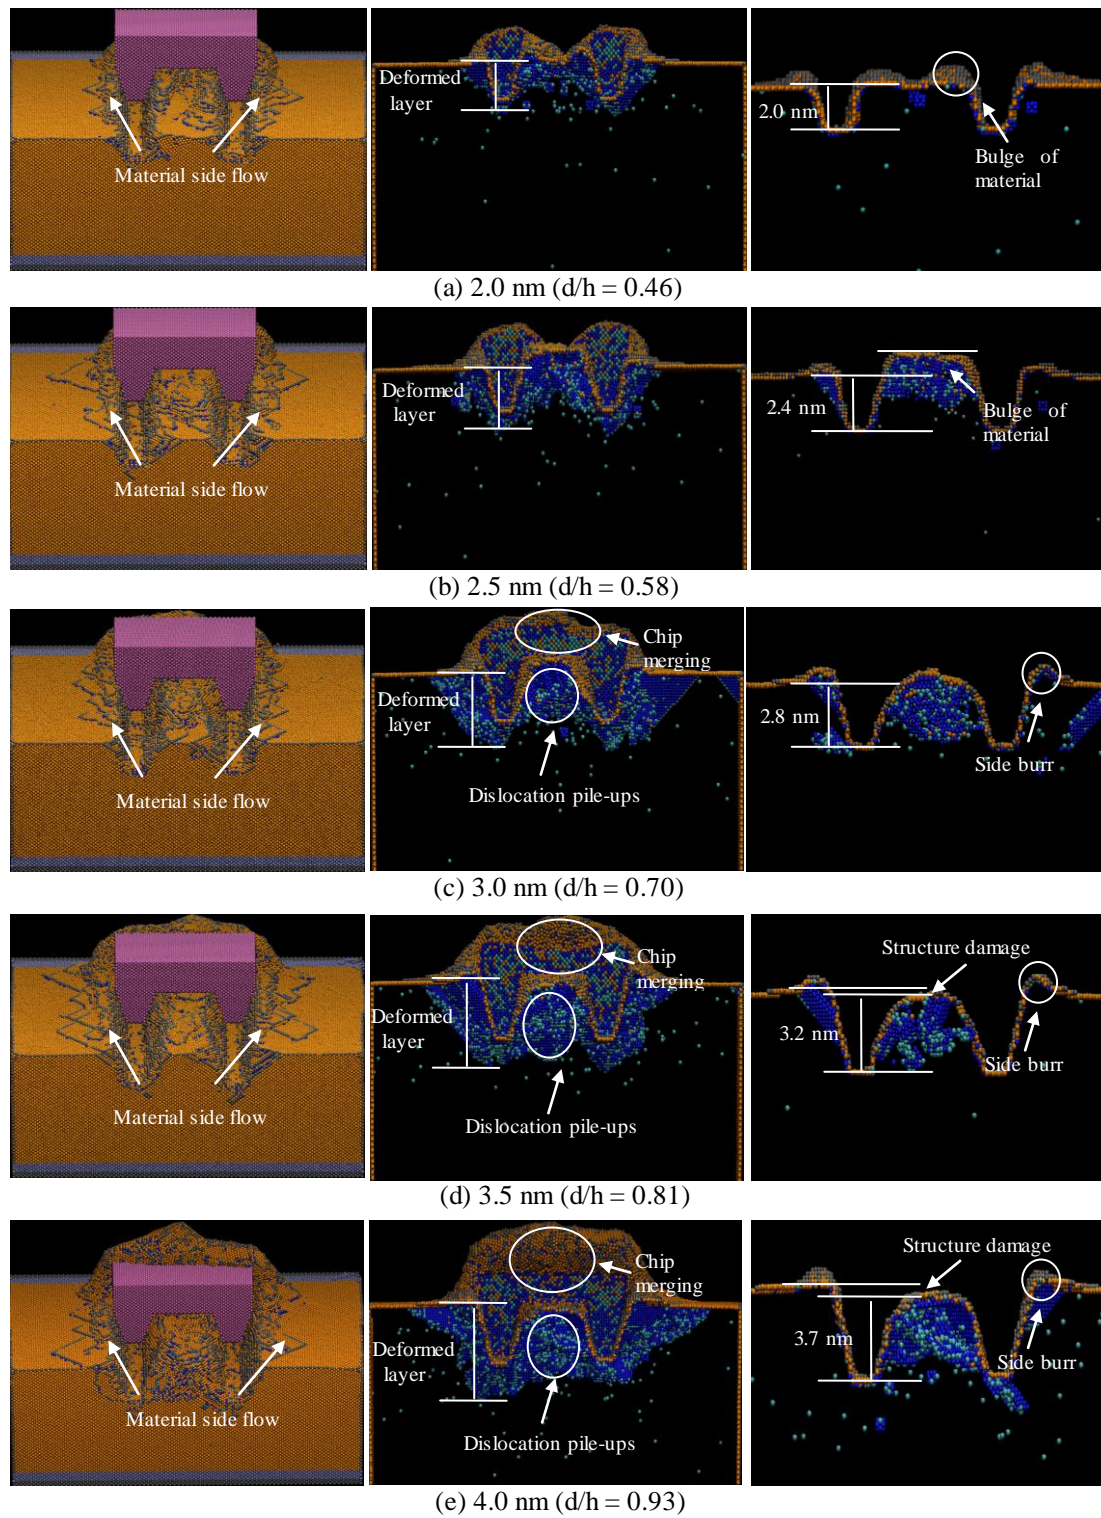 Material side flow
Deformed
layer
2.0 nm
Bulge of
material
(a) 2.0 nm (d/h = 0.46)
Material side flow
Deformed
layer
2.4 nm
Bulge of
material
(b) 2.5 nm (d/h = 0.58)
Material side flow
Deformed
layer
Chip
merging
Dislocation pile-ups
2.8 nm
Side burr
(c) 3.0 nm (d/h = 0.70)
Material side flow
Deformed
layer
Chip
merging
Dislocation pile-ups
Structure damage
3.2 nm
Side burr
(d) 3.5 nm (d/h = 0.81)
Material side flow
Deformed
layer
Chip
merging
Dislocation pile-ups
Structure damage
3.7 nm
Side burr
(e) 4.0 nm (d/h = 0.93)